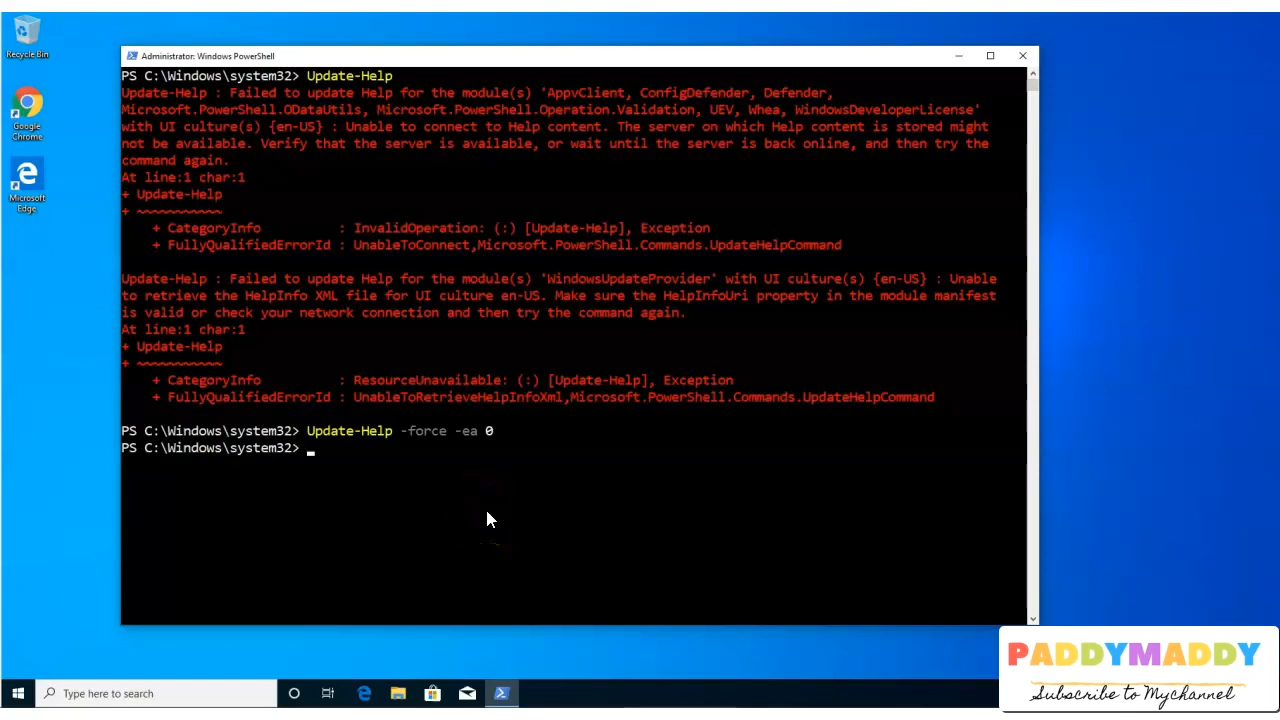 Recycle Bin
Google
Chrome
Microsoft
Edge
Administrator: Windows PowerShell
PS C:\Windows\system32> Update-Help
Update-Help : Failed to update Help for the module(s) 'AppvClient, ConfigDefender, Defender,
Microsoft.PowerShell.ODataUtils, Microsoft.PowerShell.Operation.Validation, UEV, Whea, WindowsDeveloperLicense'
with UI culture(s) {en-US} : Unable to connect to Help content. The server on which Help content is stored might
not be available. Verify that the server is available, or wait until the server is back online, and then try the
command again.
At line:1 char:1
+ Update-Help
+ ~~~~~~~~~~~
+ CategoryInfo : InvalidOperation: (:) [Update-Help], Exception
+ FullyQualifiedErrorId : UnableToConnect,Microsoft.PowerShell.Commands.UpdateHelpCommand
Update-Help : Failed to update Help for the module(s) 'WindowsUpdateProvider' with UI culture(s) {en-US} : Unable
to retrieve the HelpInfo XML file for UI culture en-US. Make sure the HelpInfoUri property in the module manifest
is valid or check your network connection and then try the command again.
At line:1 char:1
+ Update-Help
+ ~~~~~~~~~~~
+ CategoryInfo : ResourceUnavailable: (:) [Update-Help], Exception
+ FullyQualifiedErrorId : UnableToRetrieveHelpInfoXml,Microsoft.PowerShell.Commands.UpdateHelpCommand
PS C:\Windows\system32> Update-Help -force -ea 0
PS C:\Windows\system32>
PADDYMADDY
Subscribe to Mychannel
Type here to search